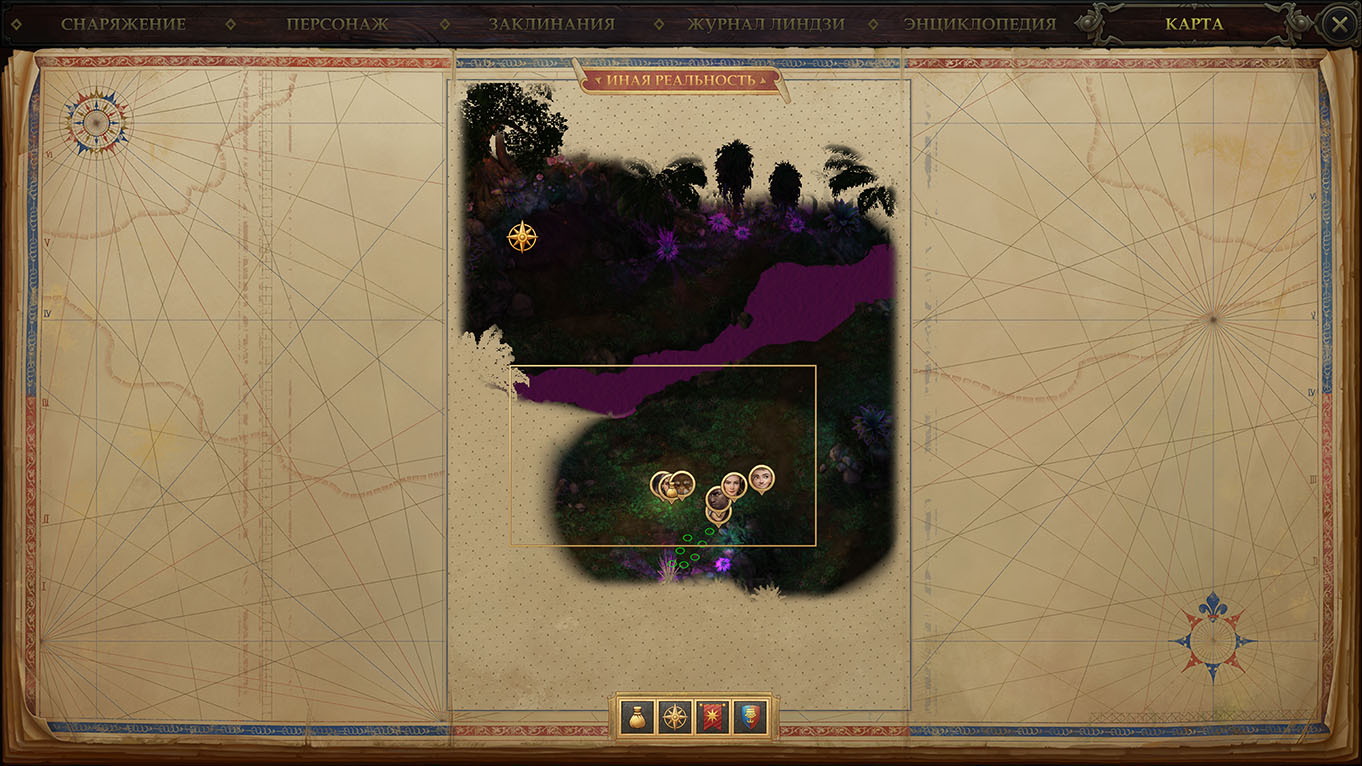 СНАРЯЖЕНИЕ
ПЕРСОНАЖ
ЗАКЛИНАНИЯ
ЖУРНАЛ ЛИНДЗИ
ЭНЦИКЛОПЕДИЯ
КАРТА
ИНАЯ РЕАЛЬНОСТЬ